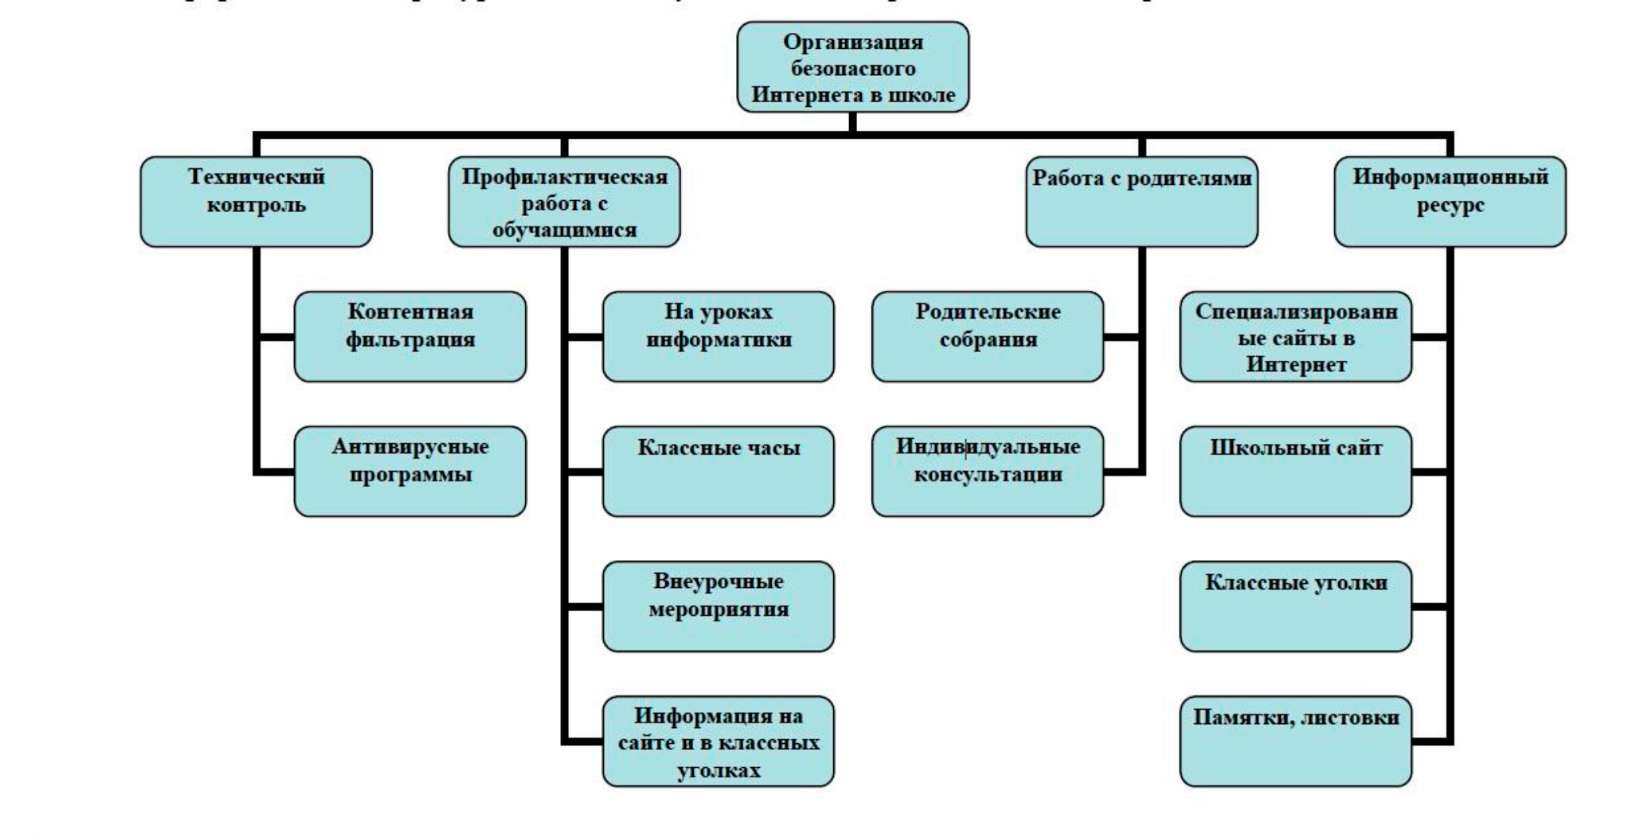 Организация
безопасного
Интернета в школе
Технический
контроль
Профилактическая
работа с
обучащимися
Работа с родителями
Информационный
ресурс
Контентная
фильтрация
На уроках
информатики
Родительские
собрания
Специализированн
ые сайты в
Интернет
Антивирусные
программы
Классные часы
Индивидуальные
консультации
Школьный сайт
Внеурочные
мероприятия
Классные уголки
Информация на
сайте и в классных
уголках
Памятки, листовки